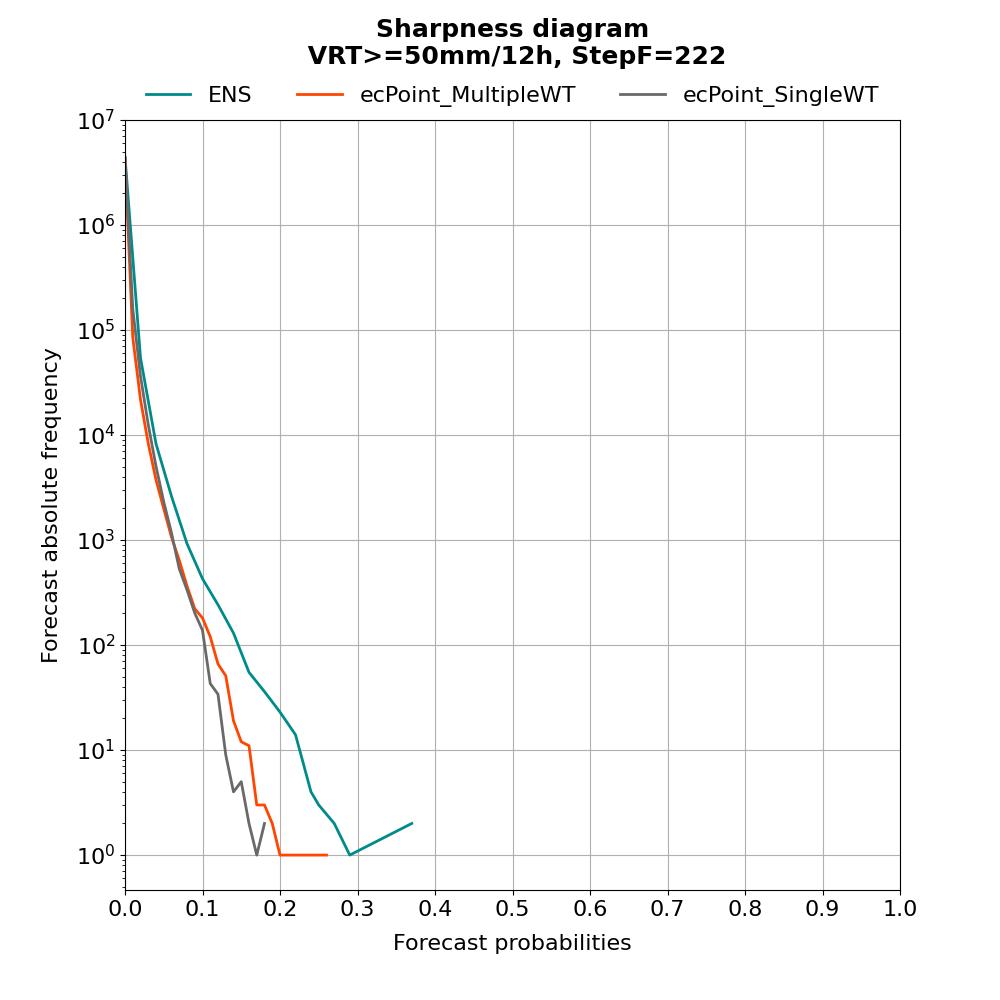 Sharpness diagram
VRT>=50mm/12h, StepF=222
ENS ecPoint_MultipleWT ecPoint_SingleWT
10^7
10^6
10^5
10^4
10^3
10^2
10^1
10^0
Forecast absolute frequency
0.0 0.1 0.2 0.3 0.4 0.5 0.6 0.7 0.8 0.9 1.0
Forecast probabilities